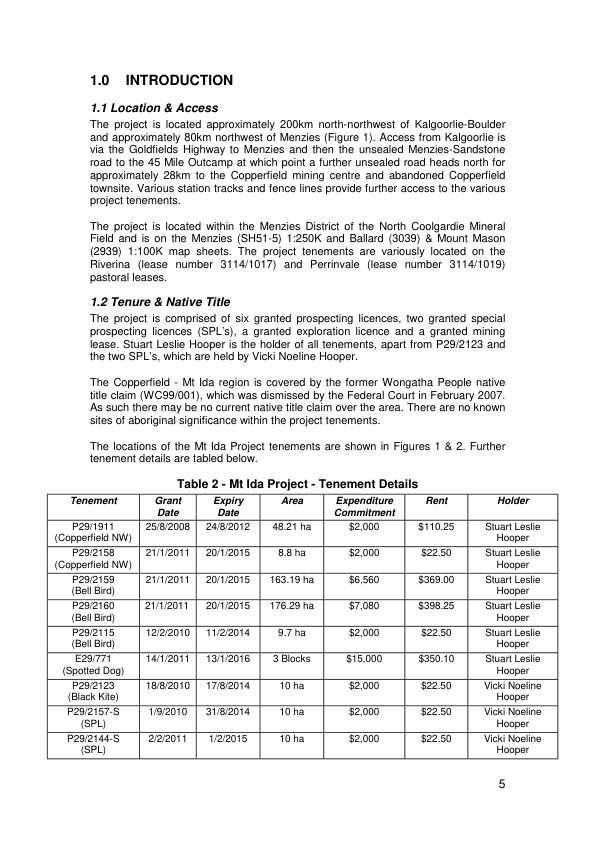 1.0 INTRODUCTION
1.1 Location & Access
The project is located approximately 200km north-northwest of Kalgoorlie-Boulder
and approximately 80km northwest of Menzies (Figure 1). Access from Kalgoorlie is
via the Goldfields Highway to Menzies and then the unsealed Menzies-Sandstone
road to the 45 Mile Outcamp at which point a further unsealed road heads north for
approximately 28km to the Copperfield mining centre and abandoned Copperfield
townsite. Various station tracks and fence lines provide further access to the various
project tenements.
The project is located within the Menzies District of the North Coolgardie Mineral
Field and is on the Menzies (SH51-5) 1:250K and Ballard (3039) & Mount Mason
(2939) 1:100K map sheets. The project tenements are variously located on the
Riverina (lease number 3114/1017) and Perrinvale (lease number 3114/1019)
pastoral leases.
1.2 Tenure & Native Title
The project is comprised of six granted prospecting licences, two granted special
prospecting licences (SPL's), a granted exploration licence and a granted mining
lease. Stuart Leslie Hooper is the holder of all tenements, apart from P29/2123 and
the two SPL's, which are held by Vicki Noeline Hooper.
The Copperfield - Mt Ida region is covered by the former Wongatha People native
title claim (WC99/001), which was dismissed by the Federal Court in February 2007.
As such there may be no current native title claim over the area. There are no known
sites of aboriginal significance within the project tenements.
The locations of the Mt Ida Project tenements are shown in Figures 1 & 2. Further
tenement details are tabled below.
Table 2 - Mt Ida Project - Tenement Details
Tenement Grant Expiry Area Expenditure Rent Holder
Date Date Commitment
P29/1911 25/8/2008 24/8/2012 48.21 ha $2,000 $110.25 Stuart Leslie
(Copperfield NW) Hooper
P29/2158 21/1/2011 20/1/2015 8.8 ha $2,000 $22.50 Stuart Leslie
(Copperfield NW) Hooper
P29/2159 21/1/2011 20/1/2015 163.19 ha $6,560 $369.00 Stuart Leslie
(Bell Bird) Hooper
P29/2160 21/1/2011 20/1/2015 176.29 ha $7,080 $398.25 Stuart Leslie
(Bell Bird) Hooper
P29/2115 12/2/2010 11/2/2014 9.7 ha $2,000 $22.50 Stuart Leslie
(Bell Bird) Hooper
E29/771 14/1/2011 13/1/2016 3 Blocks $15,000 $350.10 Stuart Leslie
(Spotted Dog) Hooper
P29/2123 18/8/2010 17/8/2014 10 ha $2,000 $22.50 Vicki Noeline
(Black Kite) Hooper
P29/2157-S 1/9/2010 31/8/2014 10 ha $2,000 $22.50 Vicki Noeline
(SPL) Hooper
P29/2144-S 2/2/2011 1/2/2015 10 ha $2,000 $22.50 Vicki Noeline
(SPL) Hooper
5